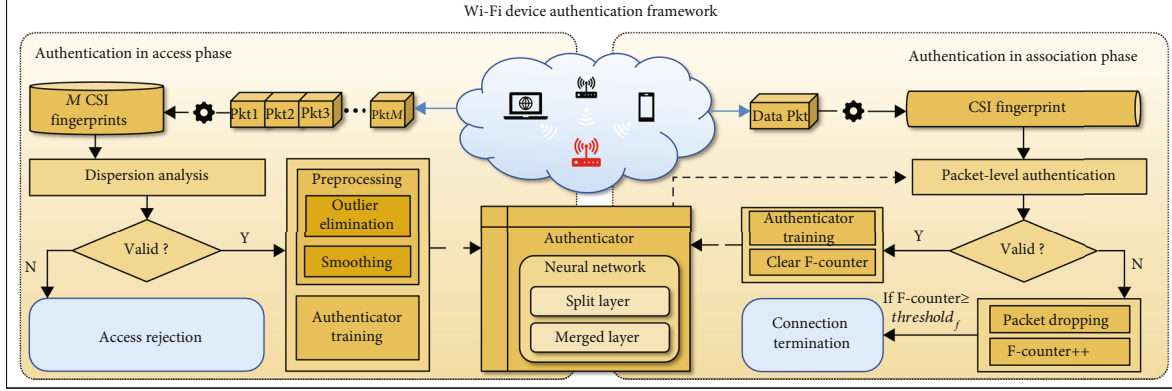 Wi-Fi device authentication framework
Authentication in access phase
M CSI
fingerprints
Pkt1
Pkt2
Pkt3
PktM
Dispersion analysis
Valid ?
Y
N
Access rejection
Preprocessing
Outlier
elimination
Smoothing
Authenticator
training
Authenticator
Neural network
Split layer
Merged layer
Authentication in association phase
Data Pkt
CSI fingerprint
Packet-level authentication
Valid ?
Y
N
Authenticator
training
Clear F-counter
Packet dropping
F-counter++
If F-counter≥
threshold_f
Connection
termination